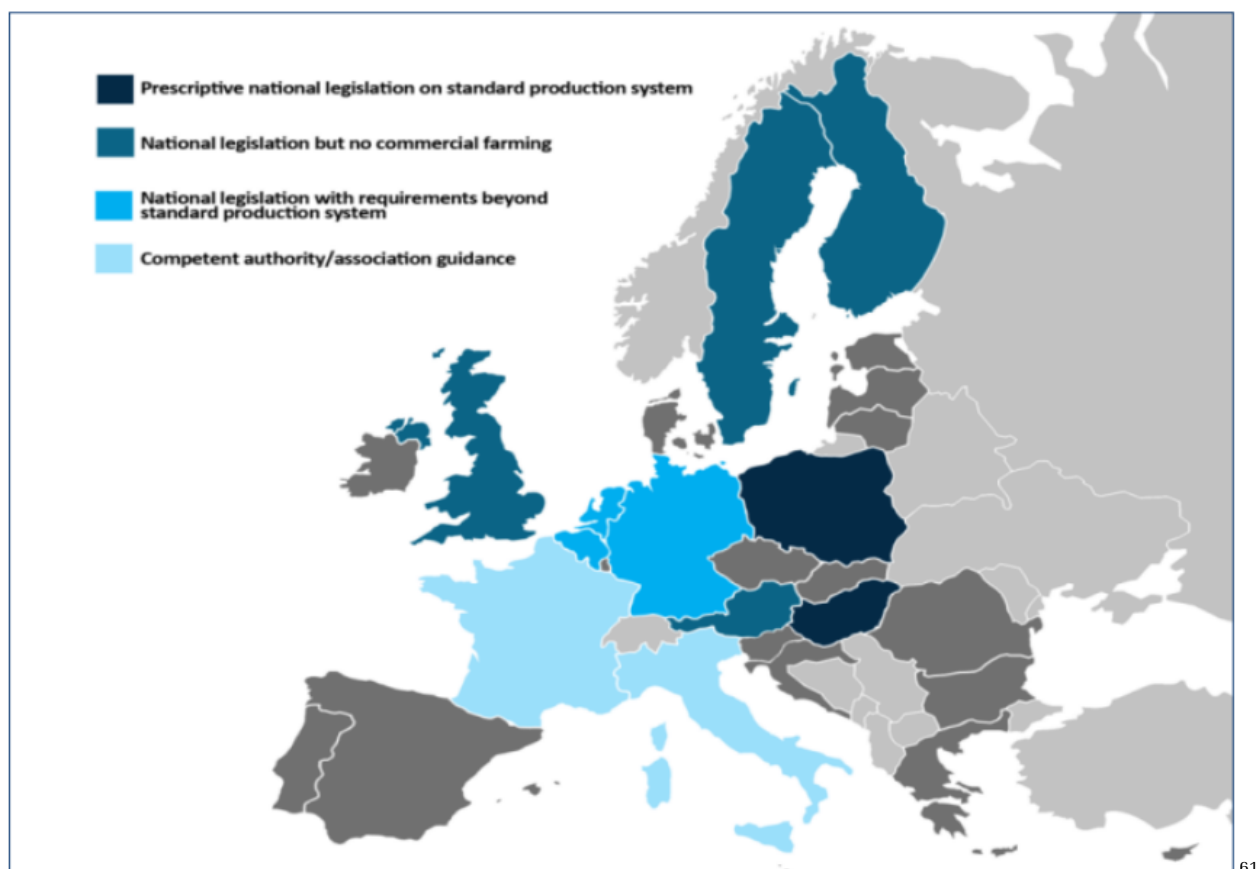 Prescriptive national legislation on standard production system
National legislation but no commercial farming
National legislation with requirements beyond
standard production system
Competent authority/association guidance
61